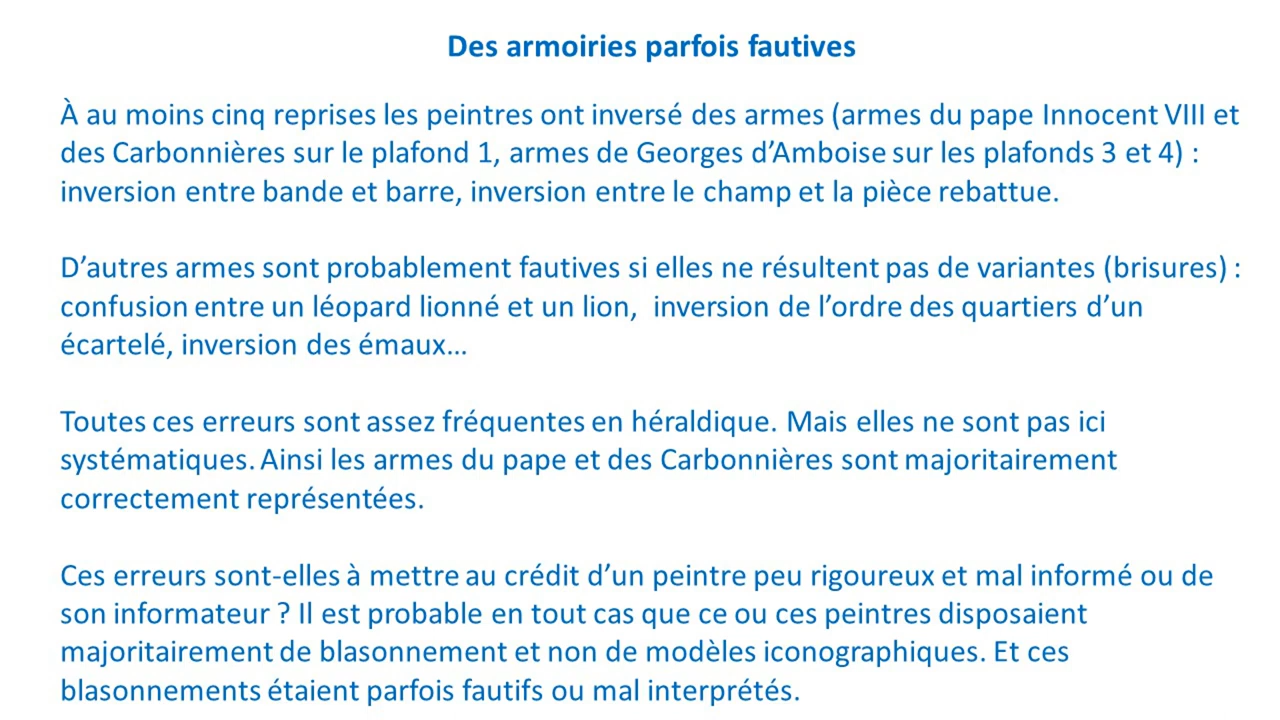 Des armoiries parfois fautives
À au moins cinq reprises les peintres ont inversé des armes (armes du pape Innocent VIII et
des Carbonnières sur le plafond 1, armes de Georges d’Amboise sur les plafonds 3 et 4) :
inversion entre bande et barre, inversion entre le champ et la pièce rebattue.
D’autres armes sont probablement fautives si elles ne résultent pas de variantes (brisures) :
confusion entre un léopard lionné et un lion,  inversion de l’ordre des quartiers d’un
écartelé, inversion des émaux…
Toutes ces erreurs sont assez fréquentes en héraldique. Mais elles ne sont pas ici
systématiques. Ainsi les armes du pape et des Carbonnières sont majoritairement
correctement représentées.
Ces erreurs sont-elles à mettre au crédit d’un peintre peu rigoureux et mal informé ou de
son informateur ? Il est probable en tout cas que ce ou ces peintres disposaient
majoritairement de blasonnement et non de modèles iconographiques. Et ces
blasonnements étaient parfois fautifs ou mal interprétés.